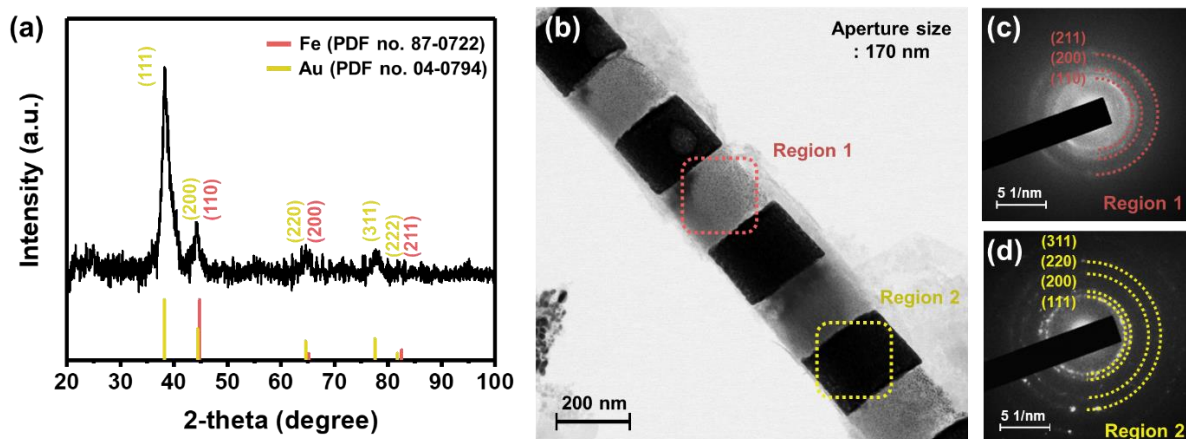 (a)
Intensity (a.u.)
Fe (PDF no. 87-0722)
Au (PDF no. 04-0794)
(111)
(200)
(110)
(220)
(200)
(311)
(222)
(211)
20 30 40 50 60 70 80 90 100
2-theta (degree)
(b)
Aperture size
: 170 nm
Region 1
Region 2
200 nm
(c)
(211)
(200)
(110)
5 1/nm
Region 1
(d)
(311)
(220)
(200)
(111)
5 1/nm
Region 2